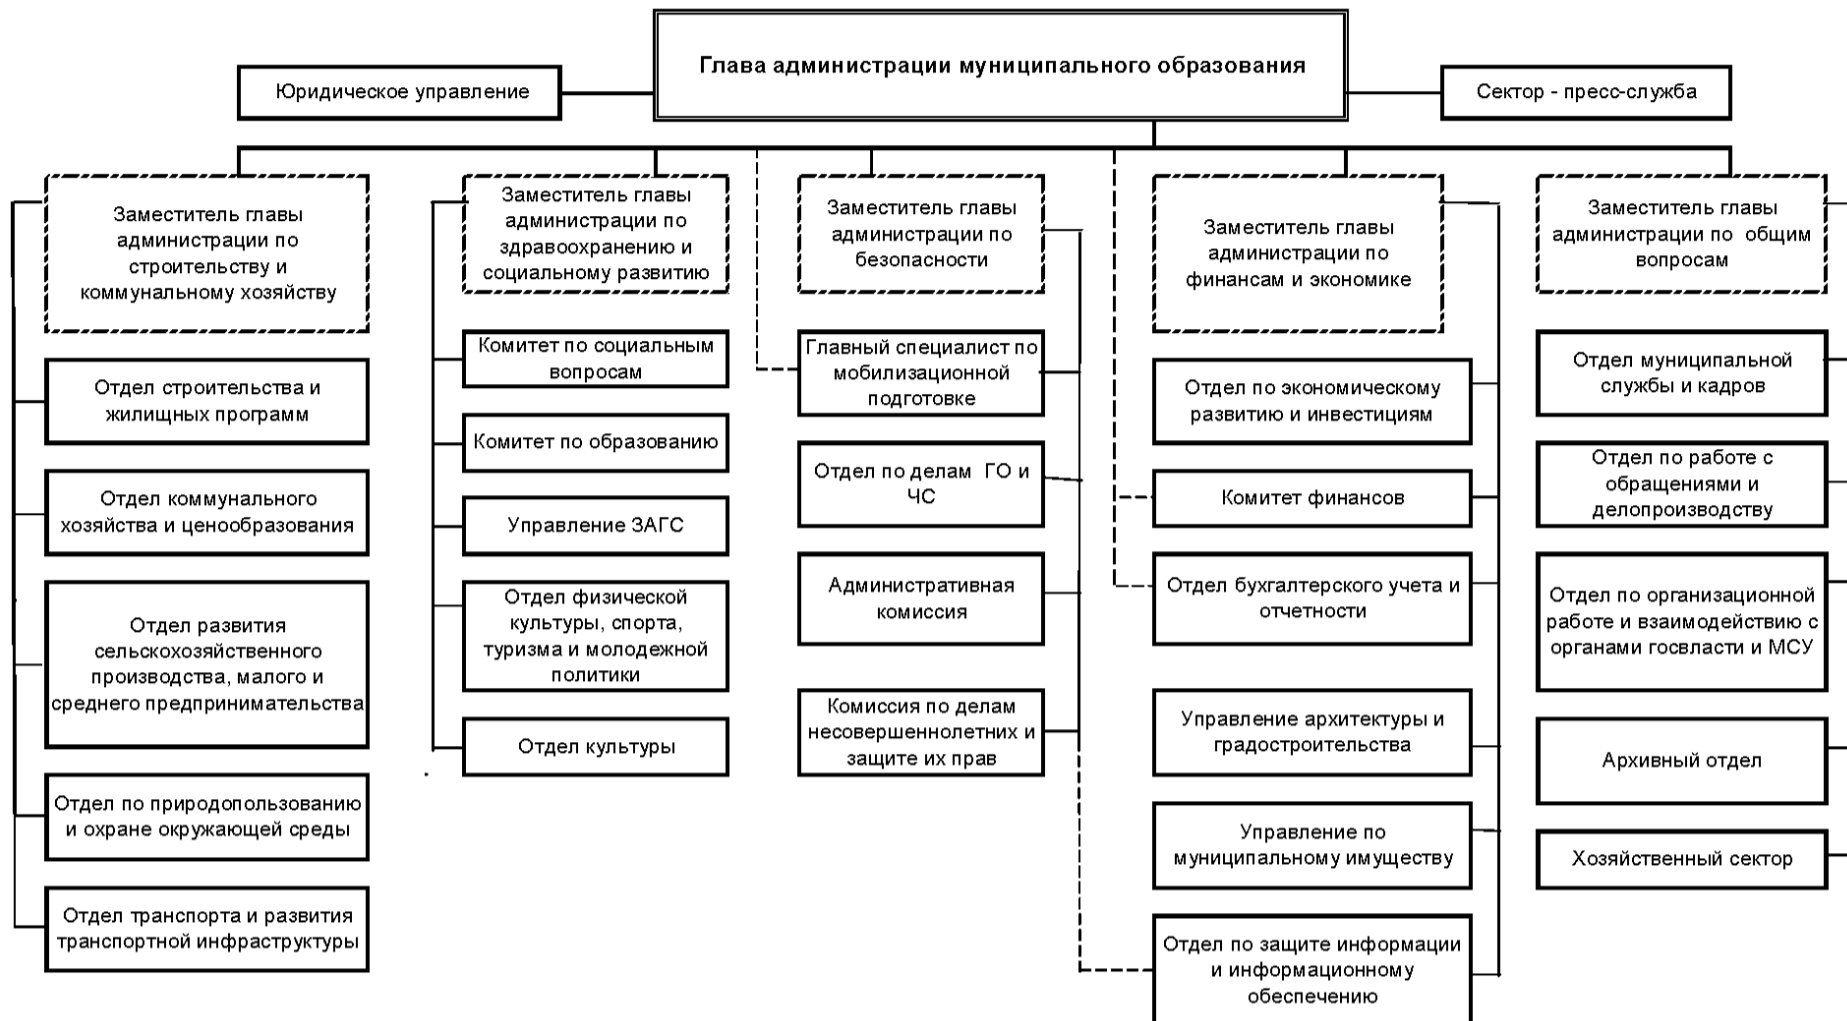 Глава администрации муниципального образования
Юридическое управление
Сектор - пресс-служба
Заместитель главы
администрации по
строительству и
коммунальному хозяйству
Отдел строительства и
жилищных программ
Отдел коммунального
хозяйства и ценообразования
Отдел развития
сельскохозяйственного
производства, малого и
среднего предпринимательства
Отдел по природопользованию
и охране окружающей среды
Отдел транспорта и развития
транспортной инфраструктуры
Заместитель главы
администрации по
здравоохранению и
социальному развитию
Комитет по социальным
вопросам
Комитет по образованию
Управление ЗАГС
Отдел физической
культуры, спорта,
туризма и молодежной
политики
Отдел культуры
Заместитель главы
администрации по
безопасности
Главный специалист по
мобилизационной
подготовке
Отдел по делам ГО и
ЧС
Административная
комиссия
Комиссия по делам
несовершеннолетних и
защите их прав
Заместитель главы
администрации по
финансам и экономике
Отдел по экономическому
развитию и инвестициям
Комитет финансов
Отдел бухгалтерского учета и
отчетности
Управление архитектуры и
градостроительства
Управление по
муниципальному имуществу
Отдел по защите информации
и информационному
обеспечению
Заместитель главы
администрации по общим
вопросам
Отдел муниципальной
службы и кадров
Отдел по работе с
обращениями и
делопроизводству
Отдел по организационной
работе и взаимодействию с
органами госвласти и МСУ
Архивный отдел
Хозяйственный сектор